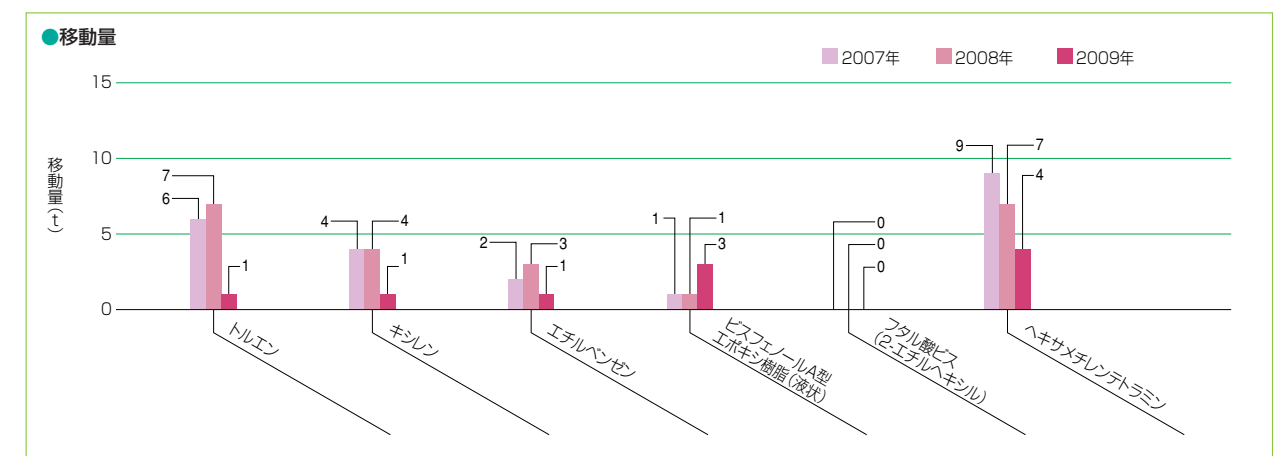 ●移動量
2007年 2008年 2009年
15
10
5
0
移動量(t)
6
7
1
4
4
1
2
3
1
1
1
3
0
0
0
9
7
4
トルエン
キシレン
エチルベンゼン
ビスフェノールA型
エポキシ樹脂(液状)
フタル酸ビス
(2-エチルヘキシル)
ヘキサメチレンテトラミン